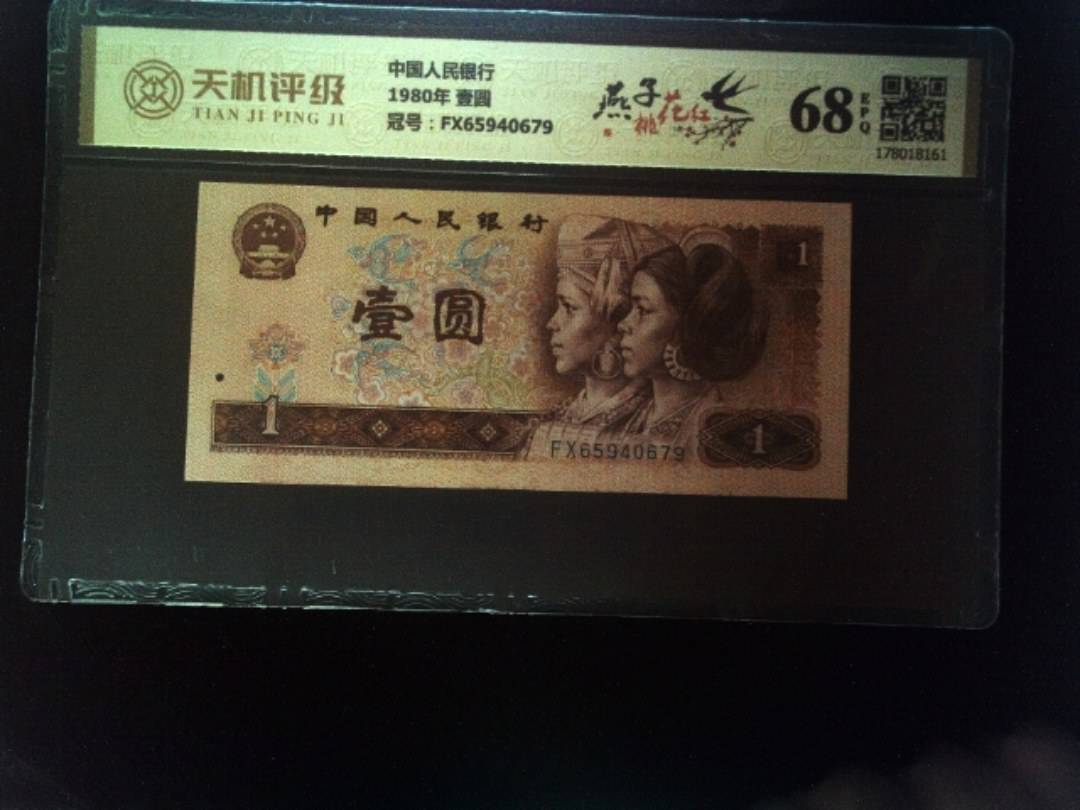 天机评级
TIAN JI PING JI
中国人民银行
1980年 壹圆
冠号：FX65940679
燕子桃花红
68 EPQ
178018161
中国人民银行
1
壹圆
1
FX65940679
1